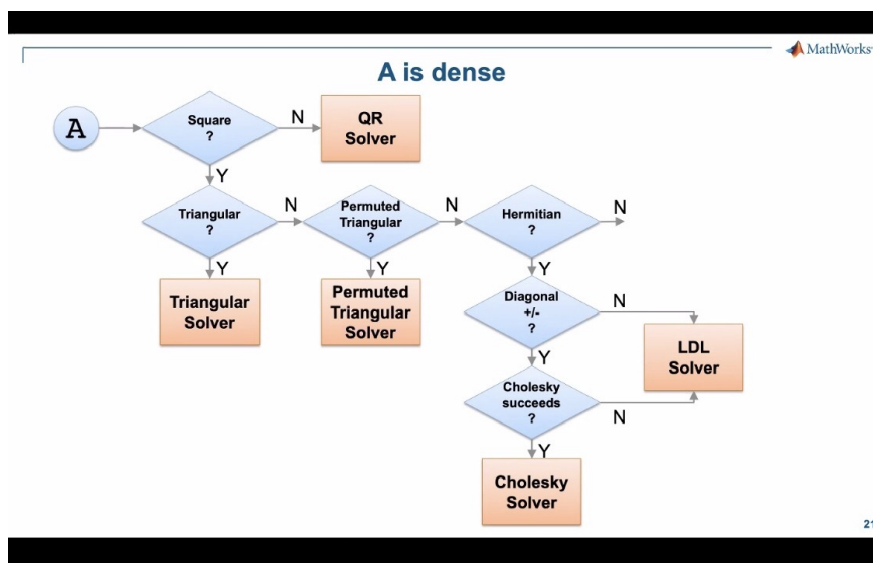 MathWorks
A is dense
A
Square
?
N
QR
Solver
Y
Triangular
?
N
Permuted
Triangular
?
N
Hermitian
?
N
Y
Triangular
Solver
Y
Permuted
Triangular
Solver
Y
Diagonal
+/-
?
N
LDL
Solver
Y
Cholesky
succeeds
?
N
Y
Cholesky
Solver
21